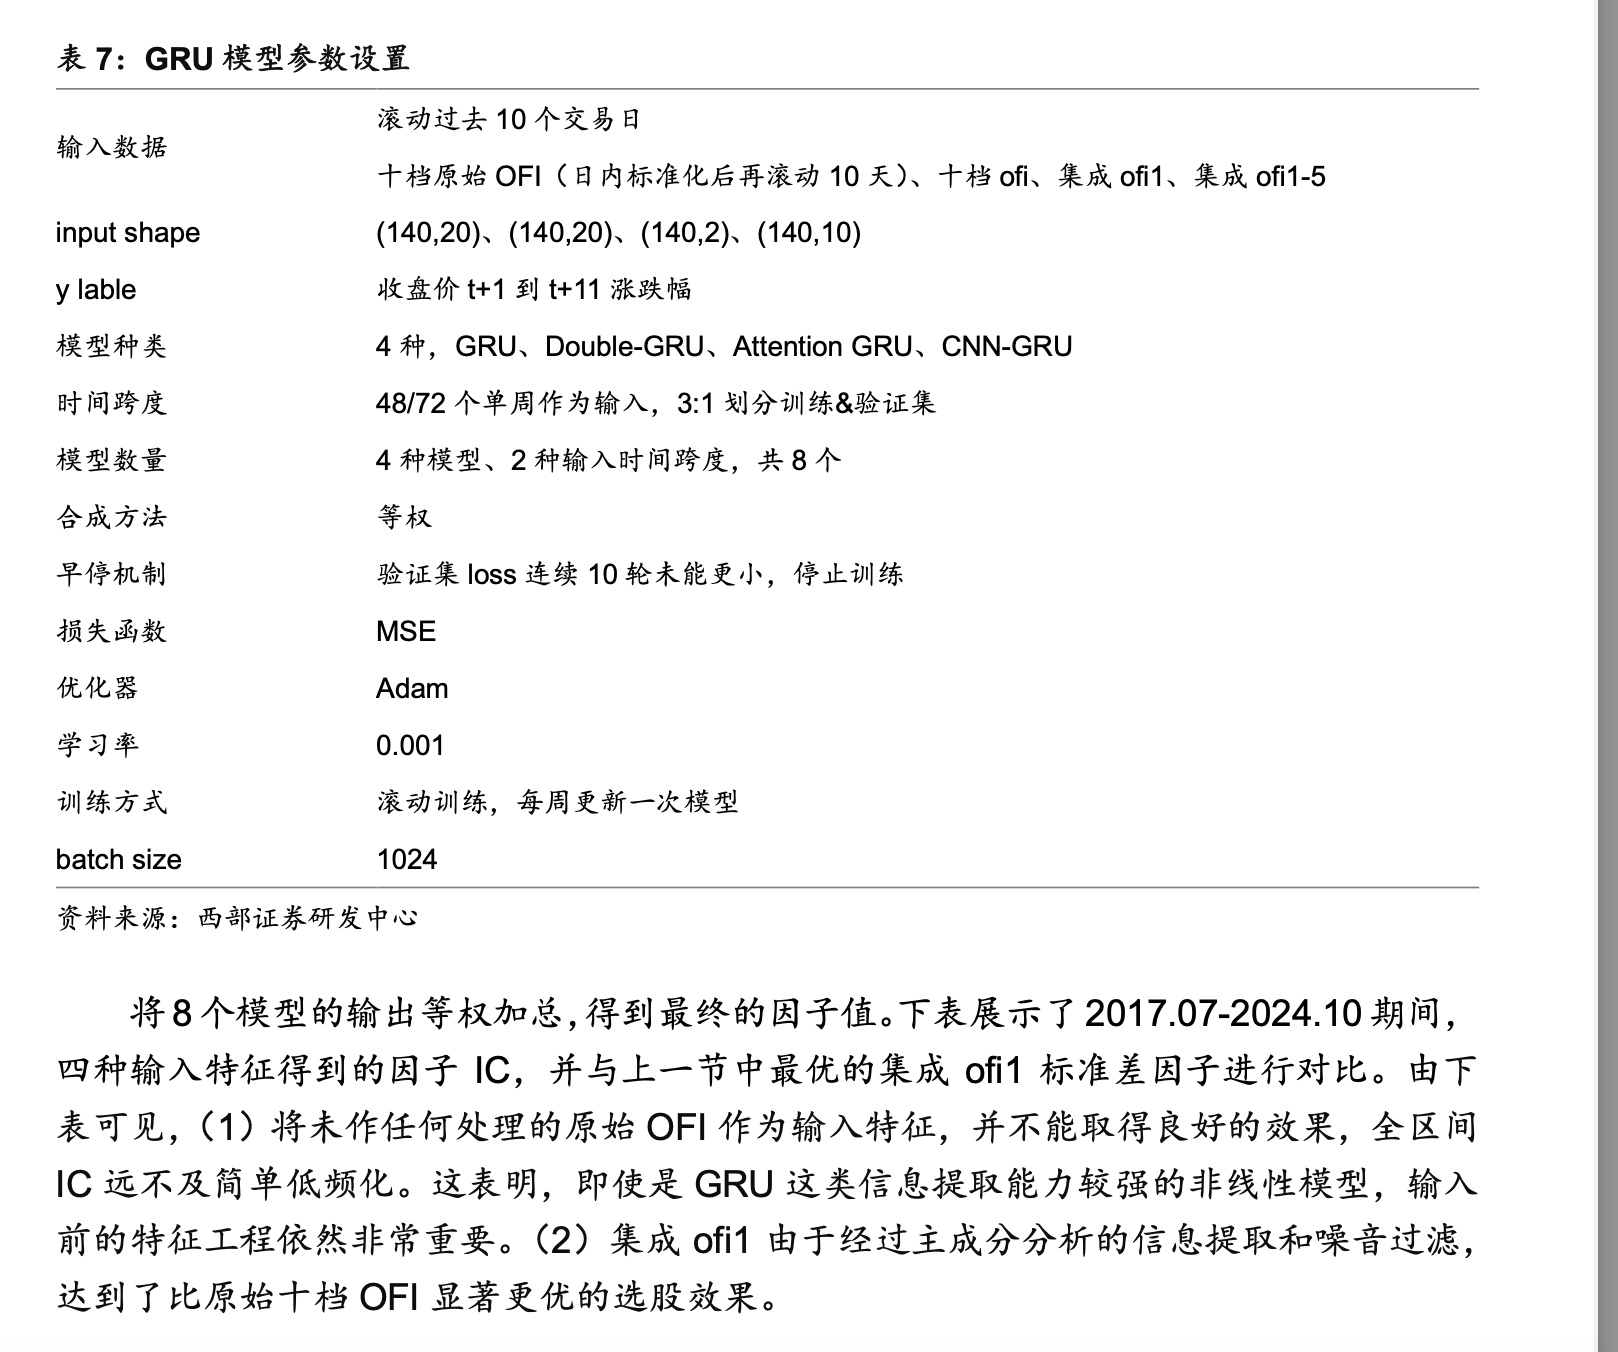 表 7：GRU 模型参数设置
输入数据
滚动过去 10 个交易日
十档原始 OFI（日内标准化后再滚动 10 天）、十档 ofi、集成 ofi1、集成 ofi1-5
input shape (140,20)、(140,20)、(140,2)、(140,10)
y lable 收盘价 t+1 到 t+11 涨跌幅
模型种类 4 种，GRU、Double-GRU、Attention GRU、CNN-GRU
时间跨度 48/72 个单周作为输入，3:1 划分训练&验证集
模型数量 4 种模型、2 种输入时间跨度，共 8 个
合成方法 等权
早停机制 验证集 loss 连续 10 轮未能更小，停止训练
损失函数 MSE
优化器 Adam
学习率 0.001
训练方式 滚动训练，每周更新一次模型
batch size 1024
资料来源：西部证券研发中心
将 8 个模型的输出等权加总，得到最终的因子值。下表展示了 2017.07-2024.10 期间，
四种输入特征得到的因子 IC，并与上一节中最优的集成 ofi1 标准差因子进行对比。由下
表可见，（1）将未作任何处理的原始 OFI 作为输入特征，并不能取得良好的效果，全区间
IC 远不及简单低频化。这表明，即使是 GRU 这类信息提取能力较强的非线性模型，输入
前的特征工程依然非常重要。（2）集成 ofi1 由于经过主成分分析的信息提取和噪音过滤，
达到了比原始十档 OFI 显著更优的选股效果。